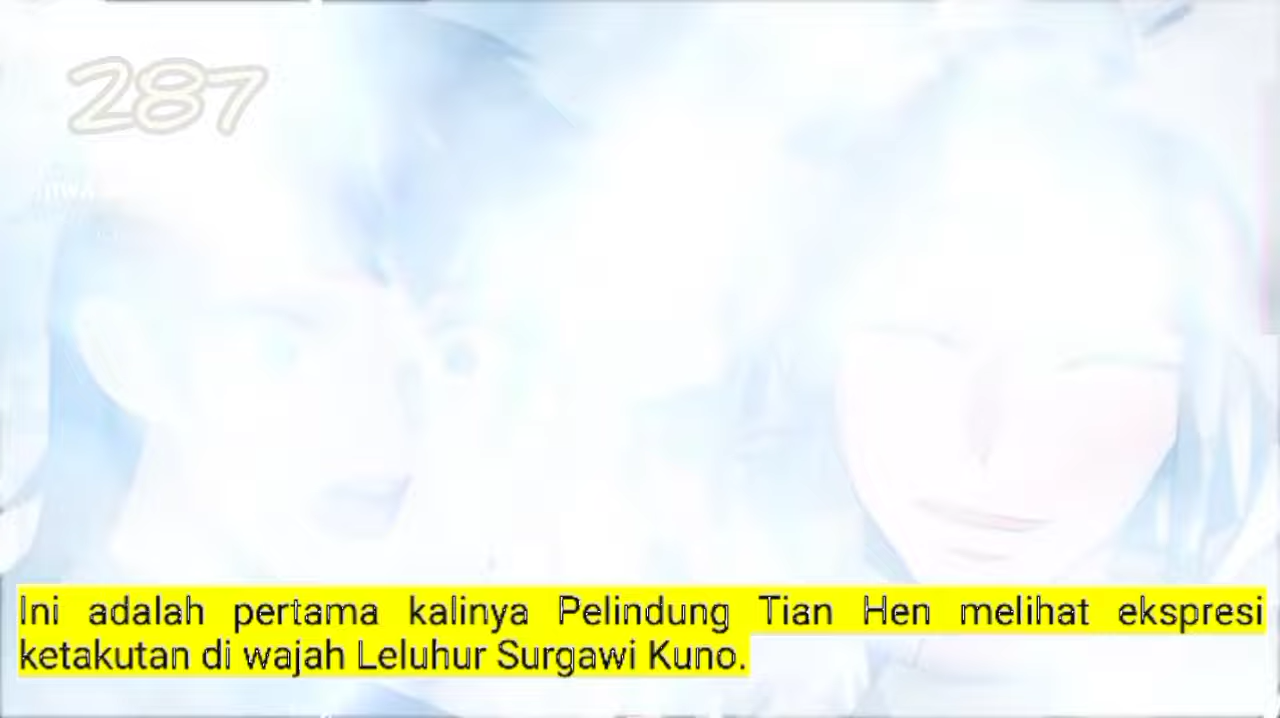 287
Ini adalah pertama kalinya Pelindung Tian Hen melihat ekspresi
ketakutan di wajah Leluhur Surgawi Kuno.